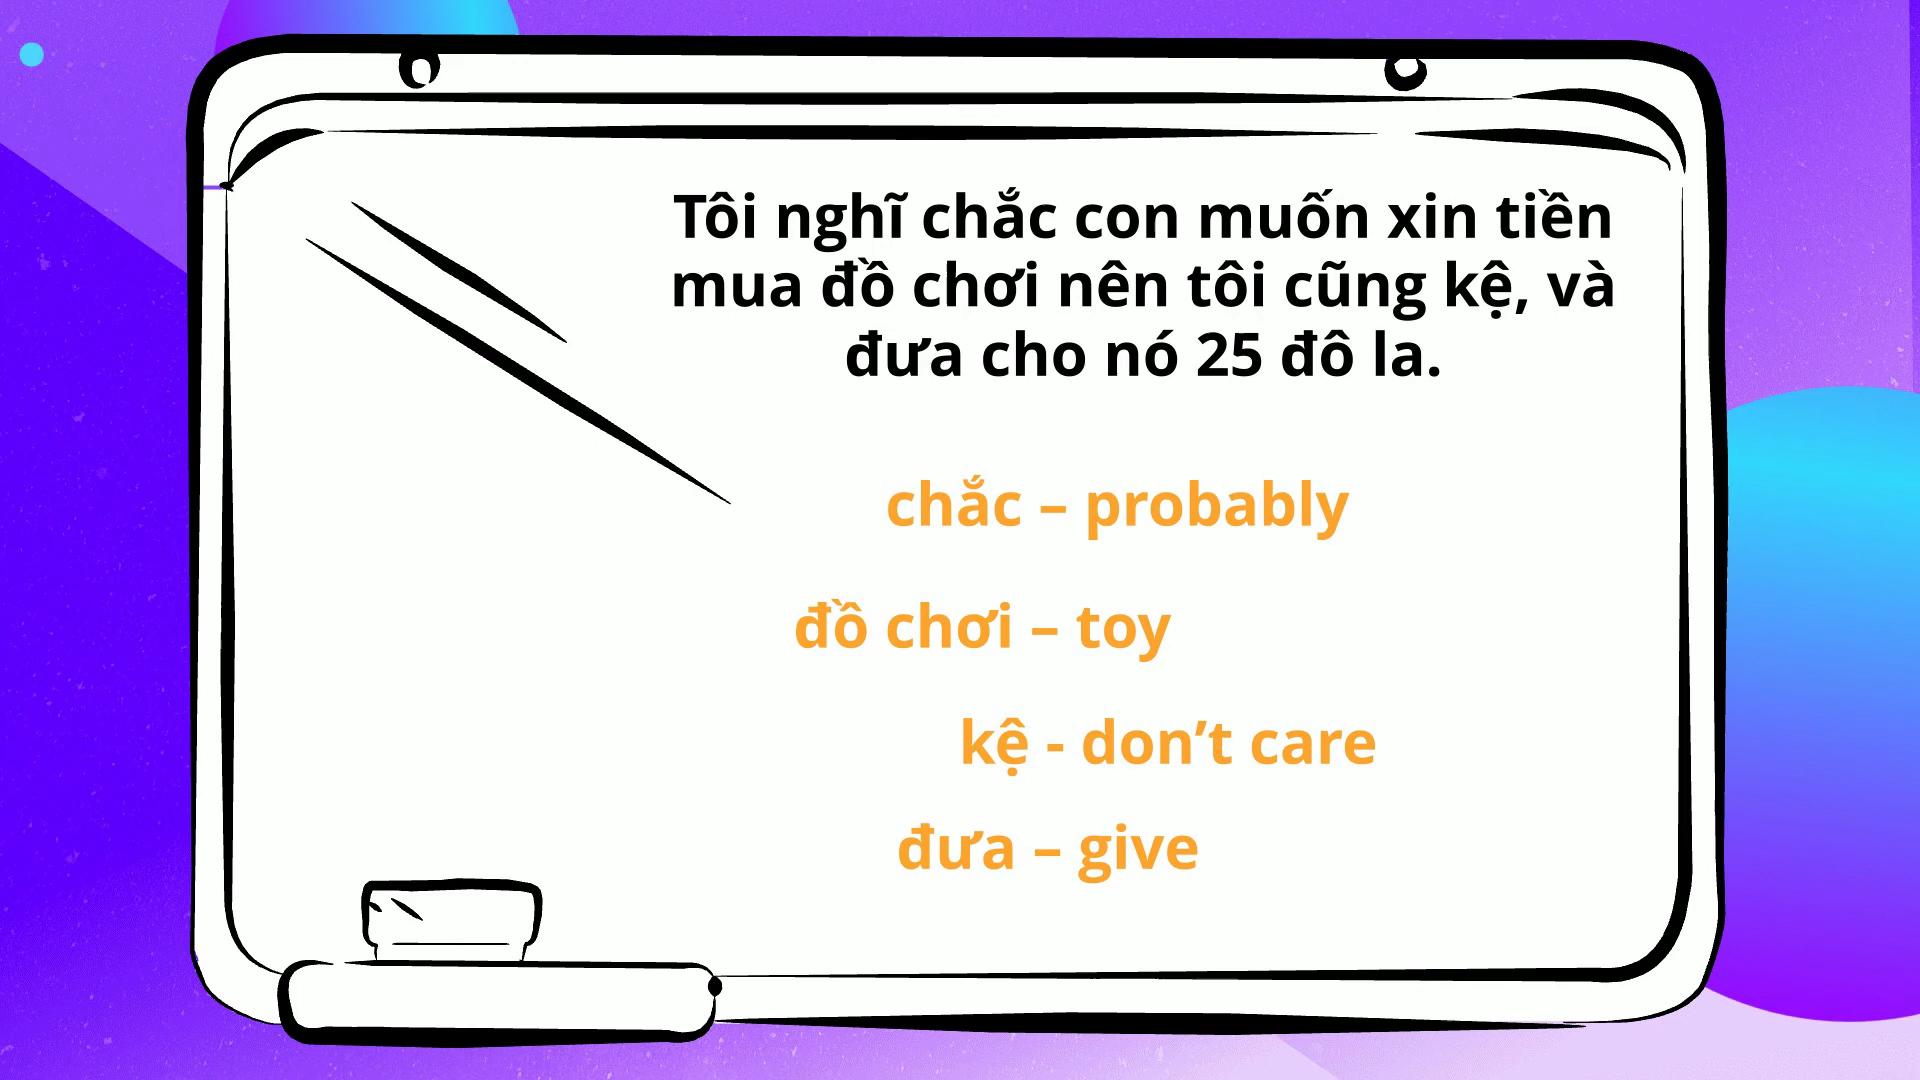 Tôi nghĩ chắc con muốn xin tiền
mua đồ chơi nên tôi cũng kệ, và
đưa cho nó 25 đô la.
chắc – probably
đồ chơi – toy
kệ - don’t care
đưa – give